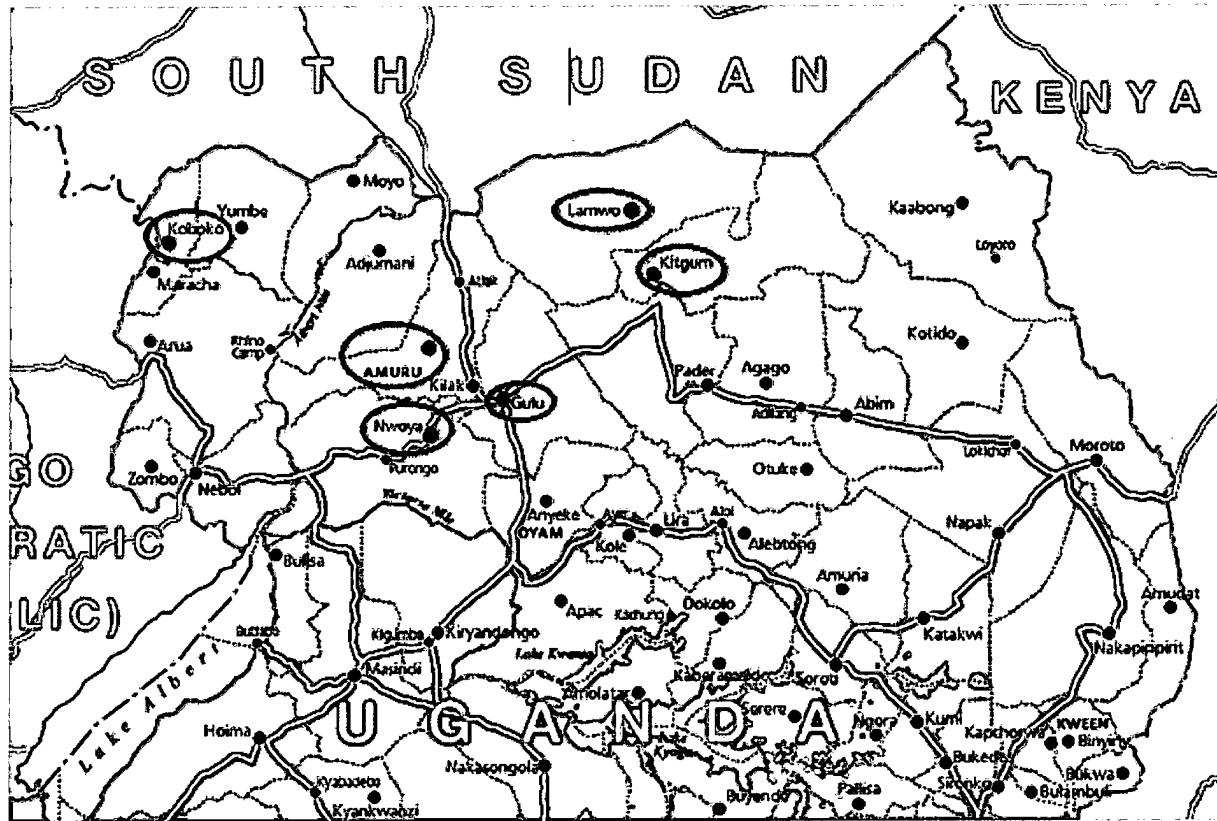 SOUTH SUDAN
KENYA
Moyo
Lamwo
Kaabong
Yumbe
Koboko
Adjumani
Kitgum
Loyoro
Maracha
Atiak
Arua
Rhino
Camp
AMURU
Kotido
Kilak
Gulu
Pader
Agago
Adilang
Abim
Nwoya
Purongo
Lokichar
Moroto
GO
Zombo
Nebbi
Otuke
Anyeke
OYAM
Lira
Kole
Aloi
Alebtong
Napak
RATIC
Bulisa
Amuria
Amudat
LIC)
Apac
Kachung
Dokolo
Katakwi
Nakapiripirit
Kigumba
Kiryandongo
Lake Kwania
Masindi
Kaberamaido
Soroti
Lake Albert
Amolatar
Serere
UGANDA
Ngora
Kumi
Hoima
Kapchorwa
KWEEN
Binyiny
Nakasongola
Bukedea
Sironko
Bukwa
Kyankwanzi
Buyende
Pallisa
Bulambuli